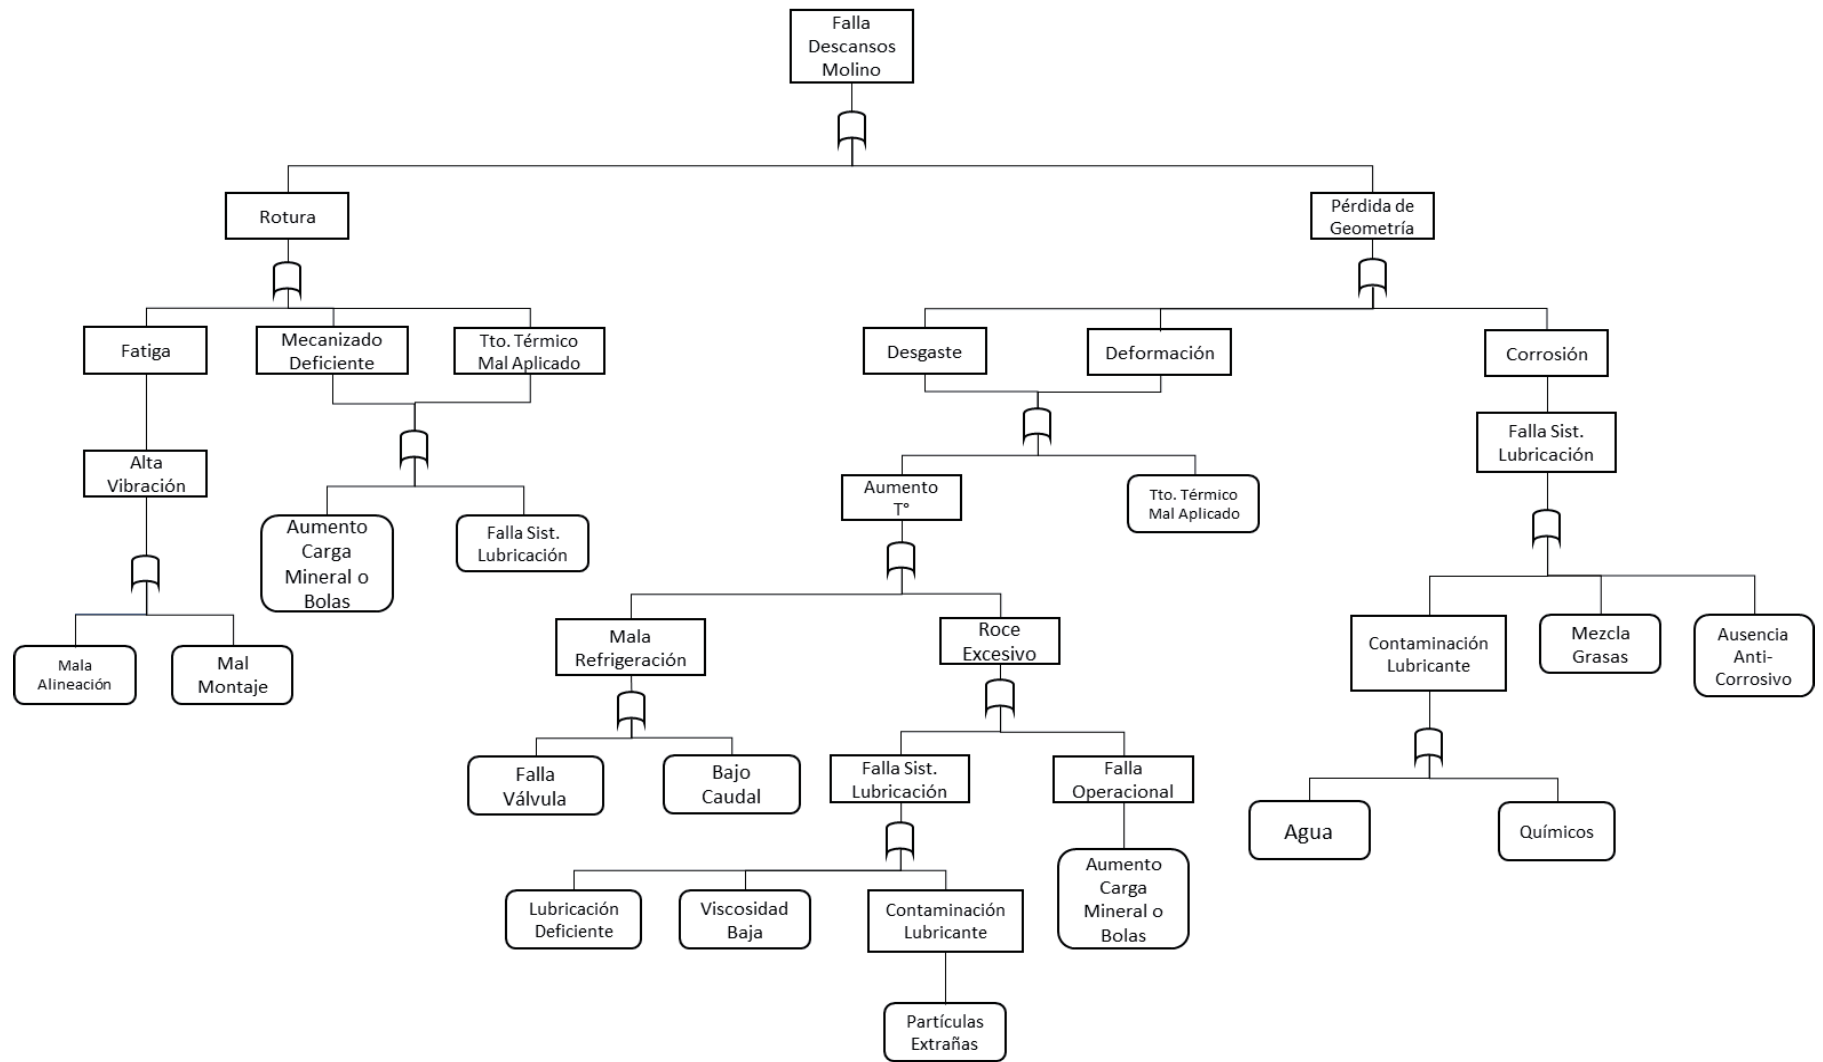 Falla
Descansos
Molino
Rotura
Pérdida de
Geometría
Fatiga
Mecanizado
Deficiente
Tto. Térmico
Mal Aplicado
Desgaste
Deformación
Corrosión
Alta
Vibración
Falla Sist.
Lubricación
Aumento
T°
Tto. Térmico
Mal Aplicado
Aumento
Carga
Mineral o
Bolas
Falla Sist.
Lubricación
Mala
Alineación
Mal
Montaje
Mala
Refrigeración
Roce
Excesivo
Contaminación
Lubricante
Mezcla
Grasas
Ausencia
Anti-
Corrosivo
Falla
Válvula
Bajo
Caudal
Falla Sist.
Lubricación
Falla
Operacional
Agua
Químicos
Lubricación
Deficiente
Viscosidad
Baja
Contaminación
Lubricante
Aumento
Carga
Mineral o
Bolas
Partículas
Extrañas